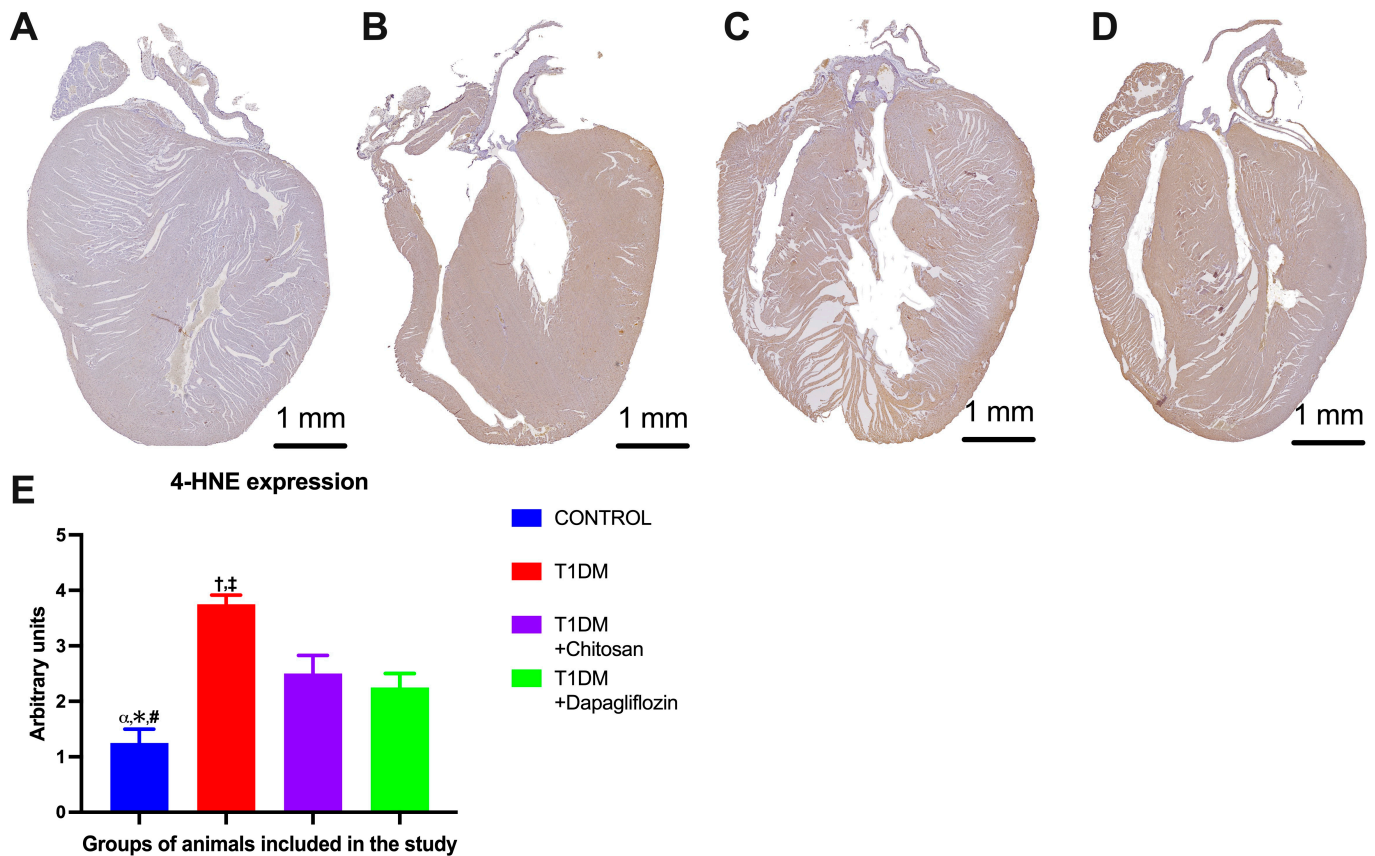 A
B
C
D
1 mm
1 mm
1 mm
1 mm
E
4-HNE expression
Arbitrary units
5
4
3
2
1
0
α,*,#
†,‡
Groups of animals included in the study
CONTROL
T1DM
T1DM
+Chitosan
T1DM
+Dapagliflozin